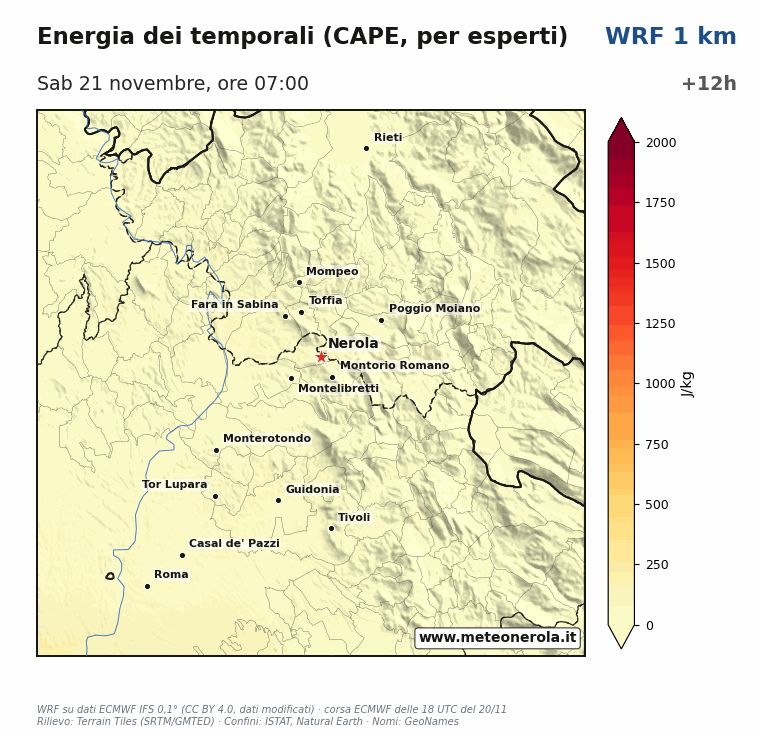 Energia dei temporali (CAPE, per esperti)
WRF 1 km
Sab 21 novembre, ore 07:00
+12h
Rieti
Mompeo
Toffia
Fara in Sabina
Poggio Moiano
Nerola
Montorio Romano
Montelibretti
Monterotondo
Tor Lupara
Guidonia
Tivoli
Casal de' Pazzi
Roma
www.meteonerola.it
2000
1750
1500
1250
1000
750
500
250
0
J/kg
WRF su dati ECMWF IFS 0,1° (CC BY 4.0, dati modificati) · corsa ECMWF delle 18 UTC del 20/11
Rilievo: Terrain Tiles (SRTM/GMTED) · Confini: ISTAT, Natural Earth · Nomi: GeoNames